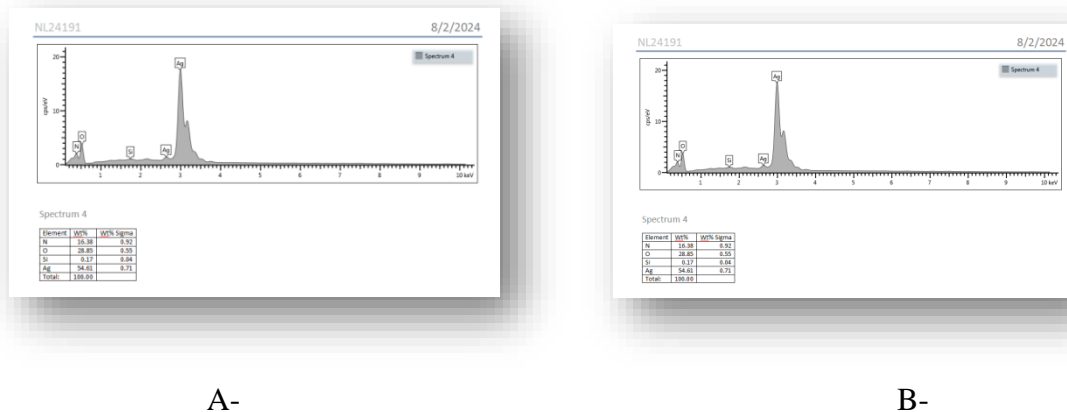 NL24191 8/2/2024
Spectrum 4
20
Ag
cps/eV
10
N O Si Ag
0
1 2 3 4 5 6 7 8 9 10 keV
Spectrum 4
Element Wt% Wt% Sigma
N 16.38 0.92
O 28.85 0.55
Si 0.17 0.04
Ag 54.61 0.71
Total: 100.00
A-
NL24191 8/2/2024
Spectrum 4
20
Ag
cps/eV
10
N O Si Ag
0
1 2 3 4 5 6 7 8 9 10 keV
Spectrum 4
Element Wt% Wt% Sigma
N 16.38 0.92
O 28.85 0.55
Si 0.17 0.04
Ag 54.61 0.71
Total: 100.00
B-